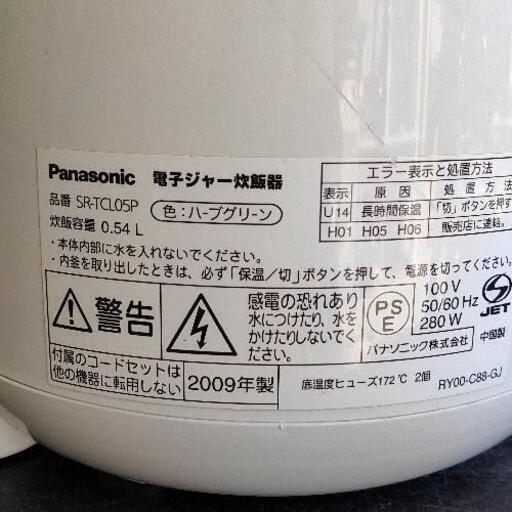 Panasonic 電子ジャー炊飯器
品番 SR-TCL05P
色:ハーブグリーン
炊飯容量 0.54 L
エラー表示と処置方法
表示 原因 処置方法
U14 長時間保温 「切」ボタンを押す
H01 H05 H06 販売店に連絡。
・本体内部に水を入れないでください。
・内釜を取り出したときは、必ず「保温/切」ボタンを押して、電源を切ってください。
警告
感電の恐れあり
水につけたり、水を
かけたりしないでく
ださい。
PSE
100 V
50/60 Hz
280 W
JET
パナソニック株式会社
中国製
付属のコードセットは
他の機器に転用しない
2009年製
底温度ヒューズ172℃ 2個
RY00-C88-GJ